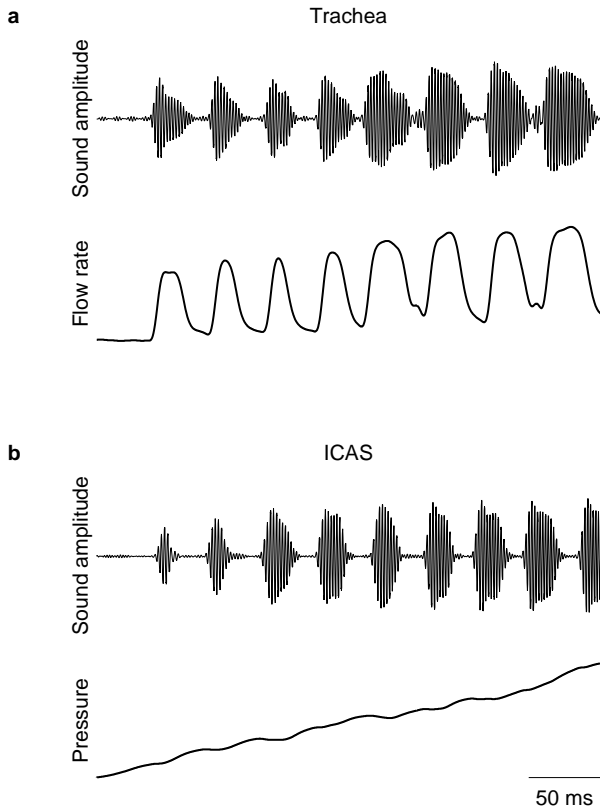 a
Trachea
Sound amplitude
Flow rate
b
ICAS
Sound amplitude
Pressure
50 ms